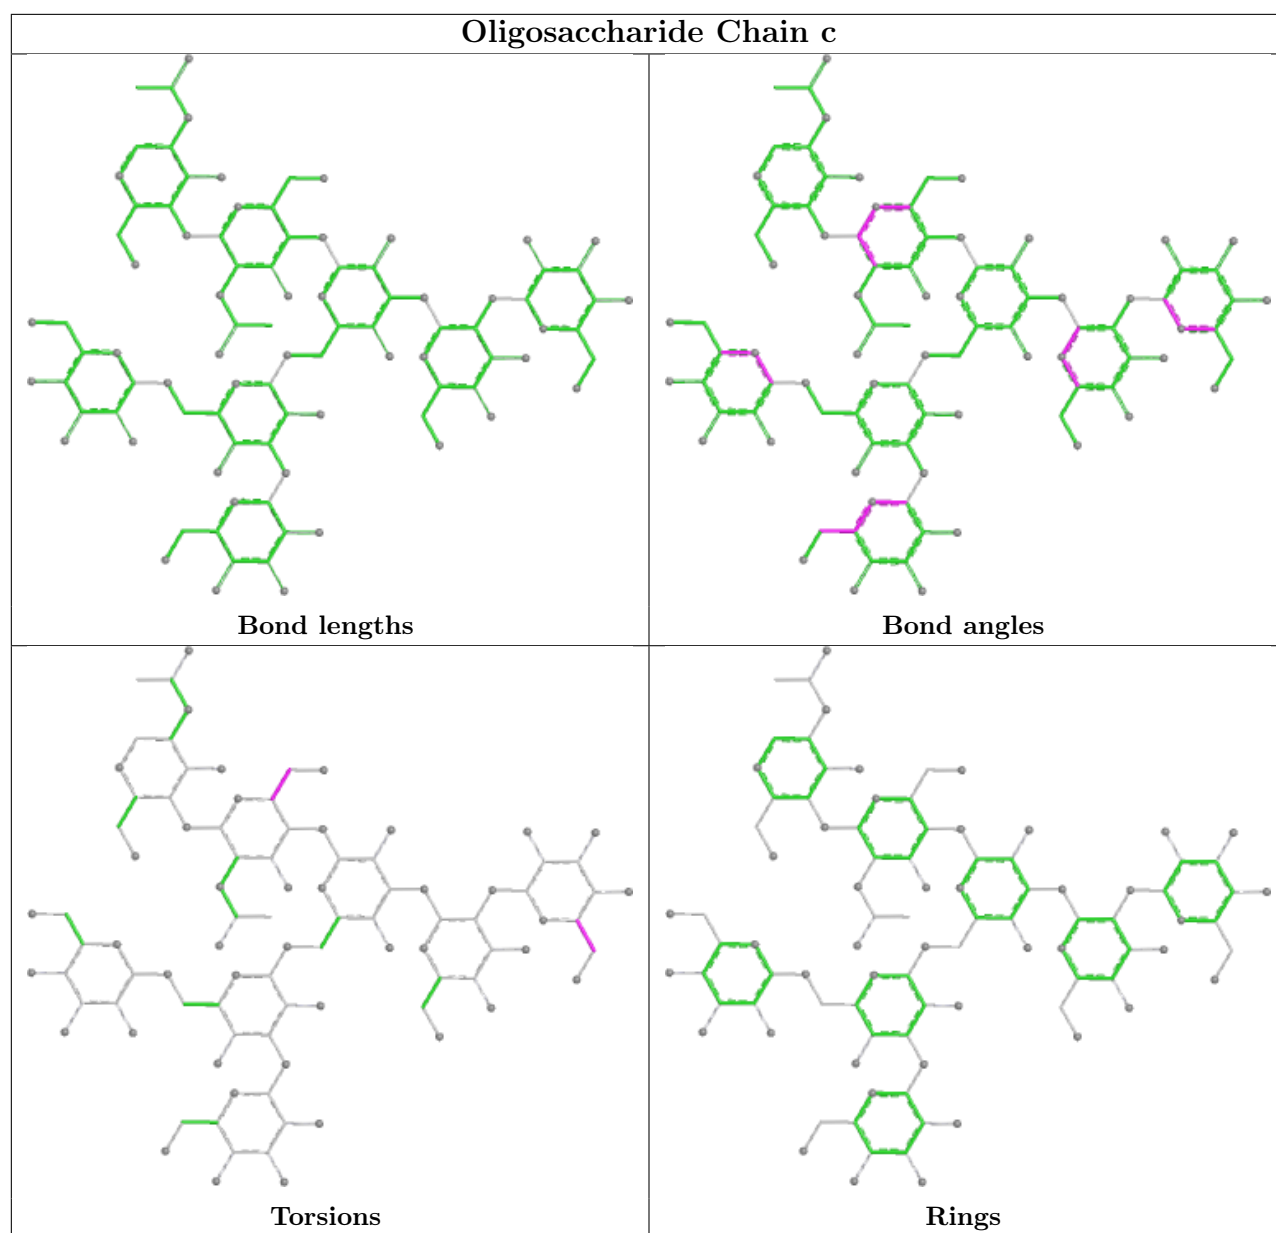 Oligosaccharide Chain c
Bond lengths
Bond angles
Torsions
Rings